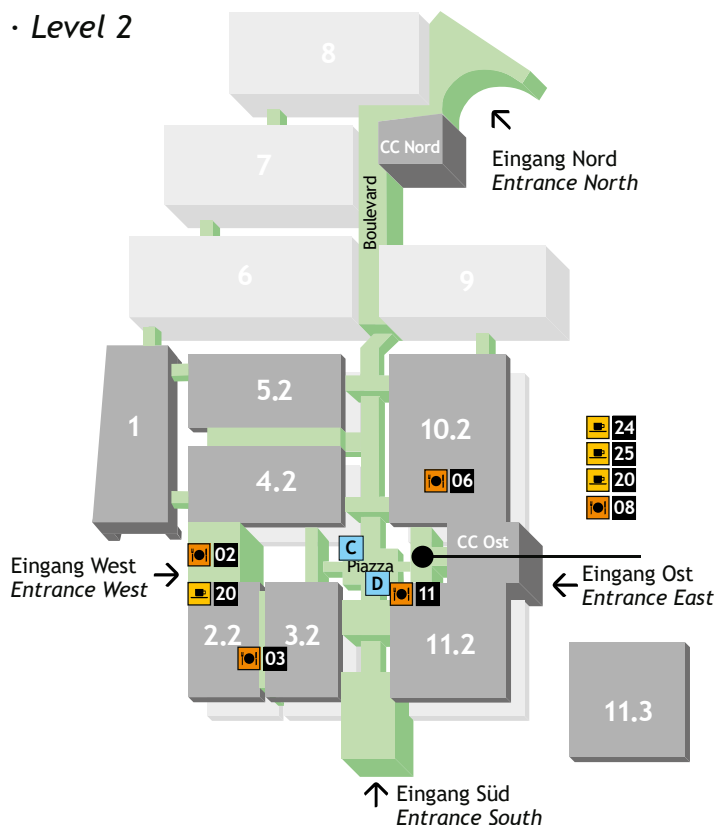 · Level 2
8
CC Nord
Eingang Nord
Entrance North
7
Boulevard
6
9
1
5.2
10.2
4.2
06
24
25
20
08
CC Ost
02
C
Piazza
Eingang West
Entrance West
D
Eingang Ost
Entrance East
20
11
2.2
3.2
11.2
03
11.3
Eingang Süd
Entrance South